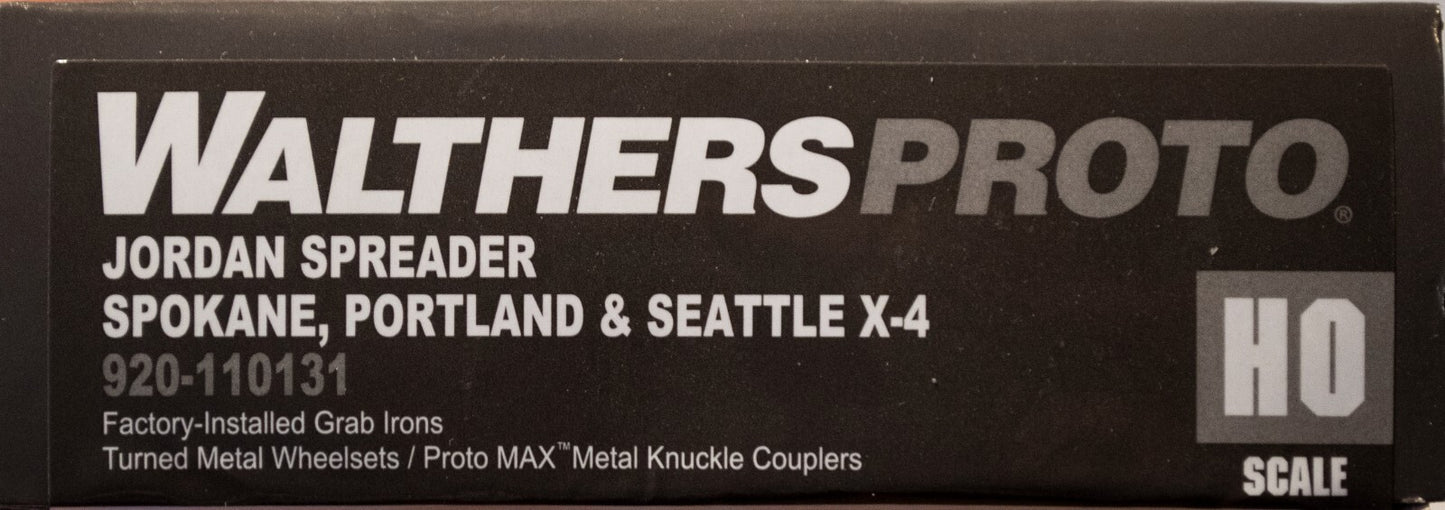 WALTHERSPROTO®
JORDAN SPREADER
SPOKANE, PORTLAND & SEATTLE X-4
920-110131
Factory-Installed Grab Irons
Turned Metal Wheelsets / Proto MAX™ Metal Knuckle Couplers
HO
SCALE